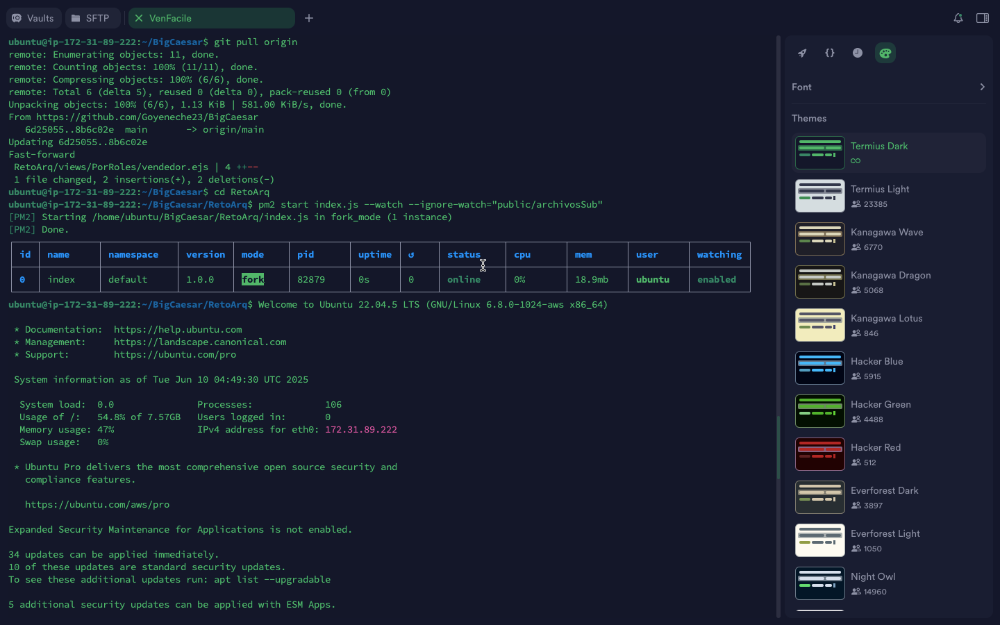 Vaults
SFTP
VenFacile
ubuntu@ip-172-31-89-222:~/BigCaesar$ git pull origin
remote: Enumerating objects: 11, done.
remote: Counting objects: 100% (11/11), done.
remote: Compressing objects: 100% (6/6), done.
remote: Total 6 (delta 5), reused 0 (delta 0), pack-reused 0 (from 0)
Unpacking objects: 100% (6/6), 1.13 KiB | 581.00 KiB/s, done.
From https://github.com/Goyeneche23/BigCaesar
   6d25055..8b6c02e  main       -> origin/main
Updating 6d25055..8b6c02e
Fast-forward
 RetoArq/views/PorRoles/vendedor.ejs | 4 ++--
 1 file changed, 2 insertions(+), 2 deletions(-)
ubuntu@ip-172-31-89-222:~/BigCaesar$ cd RetoArq
ubuntu@ip-172-31-89-222:~/BigCaesar/RetoArq$ pm2 start index.js --watch --ignore-watch="public/archivosSub"
[PM2] Starting /home/ubuntu/BigCaesar/RetoArq/index.js in fork_mode (1 instance)
[PM2] Done.
id name namespace version mode pid uptime ↺ status cpu mem user watching
0 index default 1.0.0 fork 82879 0s 0 online 0% 18.9mb ubuntu enabled
ubuntu@ip-172-31-89-222:~/BigCaesar/RetoArq$ Welcome to Ubuntu 22.04.5 LTS (GNU/Linux 6.8.0-1024-aws x86_64)
 * Documentation:  https://help.ubuntu.com
 * Management:     https://landscape.canonical.com
 * Support:        https://ubuntu.com/pro
 System information as of Tue Jun 10 04:49:30 UTC 2025
  System load:  0.0               Processes:             106
  Usage of /:   54.8% of 7.57GB   Users logged in:       0
  Memory usage: 47%               IPv4 address for eth0: 172.31.89.222
  Swap usage:   0%
 * Ubuntu Pro delivers the most comprehensive open source security and
   compliance features.
   https://ubuntu.com/aws/pro
Expanded Security Maintenance for Applications is not enabled.
34 updates can be applied immediately.
10 of these updates are standard security updates.
To see these additional updates run: apt list --upgradable
5 additional security updates can be applied with ESM Apps.
Font
Themes
Termius Dark
∞
Termius Light
23385
Kanagawa Wave
6770
Kanagawa Dragon
5068
Kanagawa Lotus
846
Hacker Blue
5915
Hacker Green
4488
Hacker Red
512
Everforest Dark
3897
Everforest Light
1050
Night Owl
14960